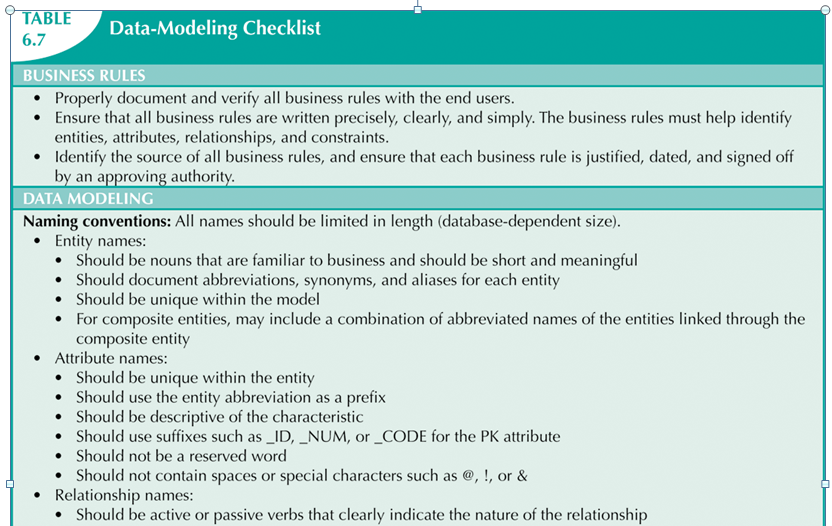 TABLE
6.7
Data-Modeling Checklist
BUSINESS RULES
• Properly document and verify all business rules with the end users.
• Ensure that all business rules are written precisely, clearly, and simply. The business rules must help identify
entities, attributes, relationships, and constraints.
• Identify the source of all business rules, and ensure that each business rule is justified, dated, and signed off
by an approving authority.
DATA MODELING
Naming conventions: All names should be limited in length (database-dependent size).
• Entity names:
• Should be nouns that are familiar to business and should be short and meaningful
• Should document abbreviations, synonyms, and aliases for each entity
• Should be unique within the model
• For composite entities, may include a combination of abbreviated names of the entities linked through the
composite entity
• Attribute names:
• Should be unique within the entity
• Should use the entity abbreviation as a prefix
• Should be descriptive of the characteristic
• Should use suffixes such as _ID, _NUM, or _CODE for the PK attribute
• Should not be a reserved word
• Should not contain spaces or special characters such as @, !, or &
• Relationship names:
• Should be active or passive verbs that clearly indicate the nature of the relationship